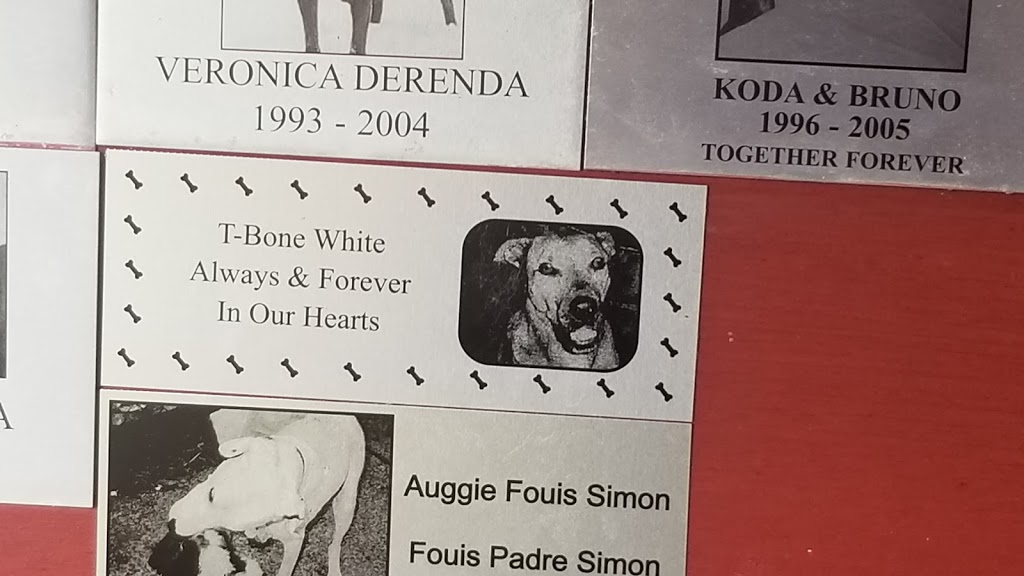 VERONICA DERENDA
1993 - 2004
KODA & BRUNO
1996 - 2005
TOGETHER FOREVER
T-Bone White
Always & Forever
In Our Hearts
A
Auggie Fouis Simon
Fouis Padre Simon